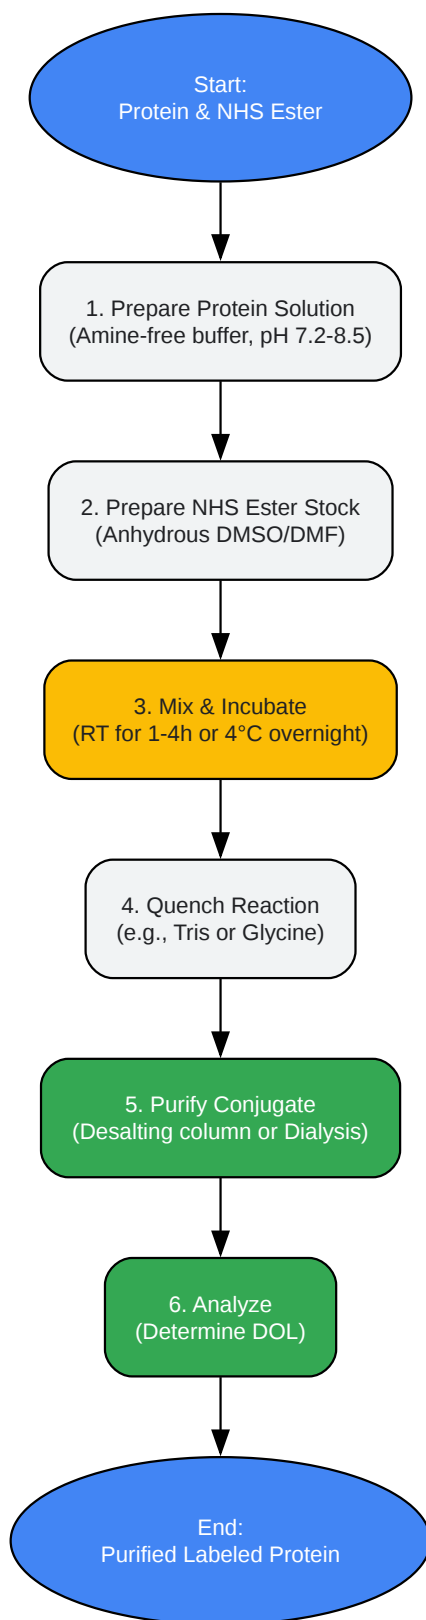 Start:
Protein & NHS Ester
1. Prepare Protein Solution
(Amine-free buffer, pH 7.2-8.5)
2. Prepare NHS Ester Stock
(Anhydrous DMSO/DMF)
3. Mix & Incubate
(RT for 1-4h or 4°C overnight)
4. Quench Reaction
(e.g., Tris or Glycine)
5. Purify Conjugate
(Desalting column or Dialysis)
6. Analyze
(Determine DOL)
End:
Purified Labeled Protein